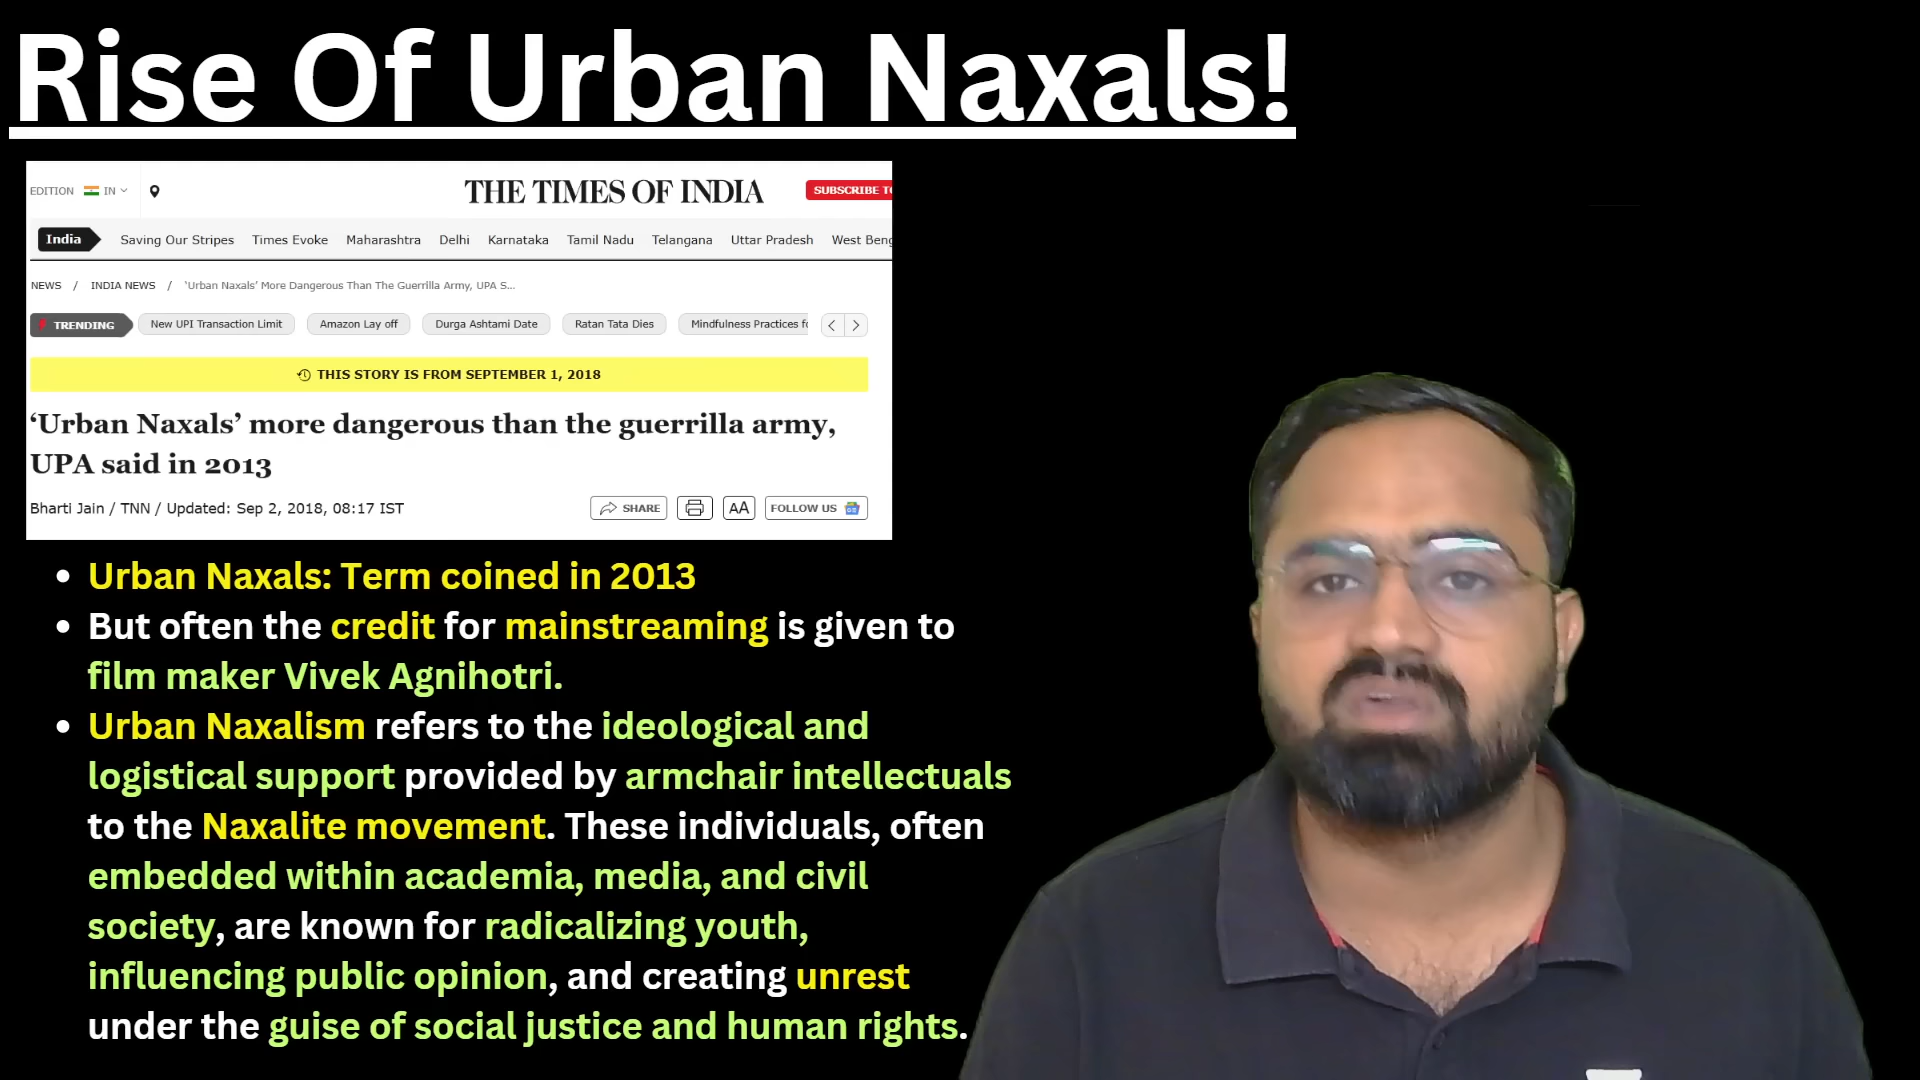 Rise Of Urban Naxals!
EDITION IN
THE TIMES OF INDIA
SUBSCRIBE
India Saving Our Stripes Times Evoke Maharashtra Delhi Karnataka Tamil Nadu Telangana Uttar Pradesh West
NEWS / INDIA NEWS / ‘Urban Naxals’ More Dangerous Than The Guerrilla Army, UPA S...
# TRENDING New UPI Transaction Limit Amazon Lay off Durga Ashtami Date Ratan Tata Dies Mindfulness Practices
THIS STORY IS FROM SEPTEMBER 1, 2018
‘Urban Naxals’ more dangerous than the guerrilla army,
UPA said in 2013
Bharti Jain / TNN / Updated: Sep 2, 2018, 08:17 IST
SHARE AA FOLLOW US
• Urban Naxals: Term coined in 2013
• But often the credit for mainstreaming is given to
film maker Vivek Agnihotri.
• Urban Naxalism refers to the ideological and
logistical support provided by armchair intellectuals
to the Naxalite movement. These individuals, often
embedded within academia, media, and civil
society, are known for radicalizing youth,
influencing public opinion, and creating unrest
under the guise of social justice and human rights.